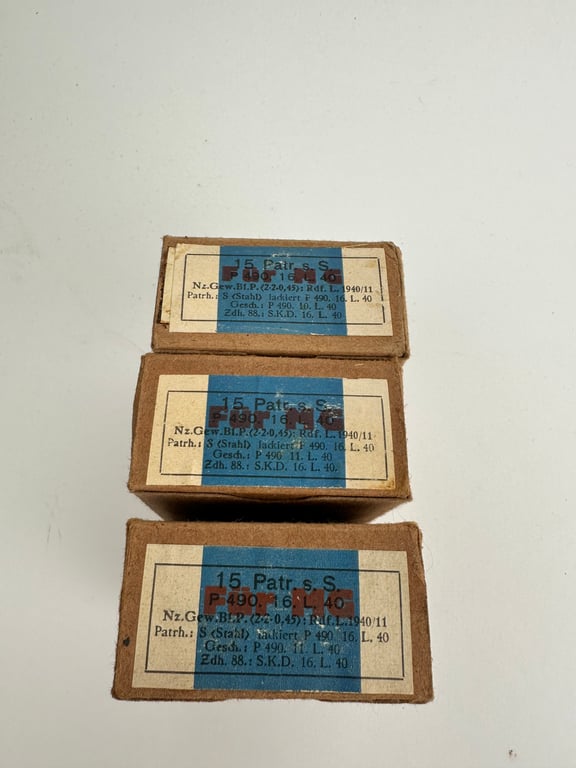 15 Patr. s. S.
P 490. 16. L. 40
Für MG
Nz.Gew.Bl.P. (2·2·0,45): Rdf. L. 1940/11
Patrh.: S (Stahl) lackiert P 490. 16. L. 40
Gesch.: P 490. 10. L. 40
Zdh. 88.: S.K.D. 16. L. 40
15 Patr. s. S.
P 490. 16. L. 40
Für MG
Nz.Gew.Bl.P. (2·2·0,45): Rdf. L. 1940/11
Patrh.: S (Stahl) lackiert P 490. 16. L. 40
Gesch.: P 490. 11. L. 40
Zdh. 88.: S.K.D. 16. L. 40.
15 Patr. s. S.
P 490. 16. L. 40
Für MG
Nz.Gew.Bl.P. (2·2·0,45): Rdf. L. 1940/11
Patrh.: S (Stahl) lackiert P 490. 16. L. 40
Gesch.: P 490. 11. L. 40
Zdh. 88.: S.K.D. 16. L. 40